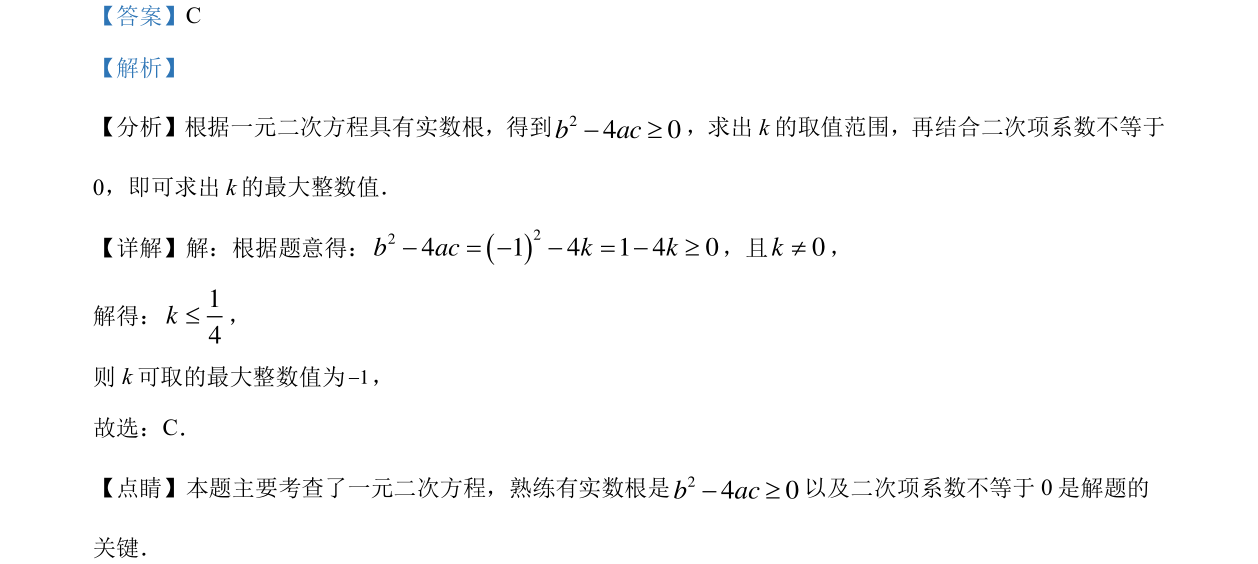 【答案】C
【解析】
【分析】根据一元二次方程具有实数根，得到b² − 4ac ≥ 0，求出 k 的取值范围，再结合二次项系数不等于
0，即可求出 k 的最大整数值．
【详解】解：根据题意得：b² − 4ac = (−1)² − 4k = 1 − 4k ≥ 0，且k ≠ 0，
解得：k ≤ 1/4，
则 k 可取的最大整数值为−1，
故选：C．
【点睛】本题主要考查了一元二次方程，熟练有实数根是b² − 4ac ≥ 0以及二次项系数不等于 0 是解题的
关键．